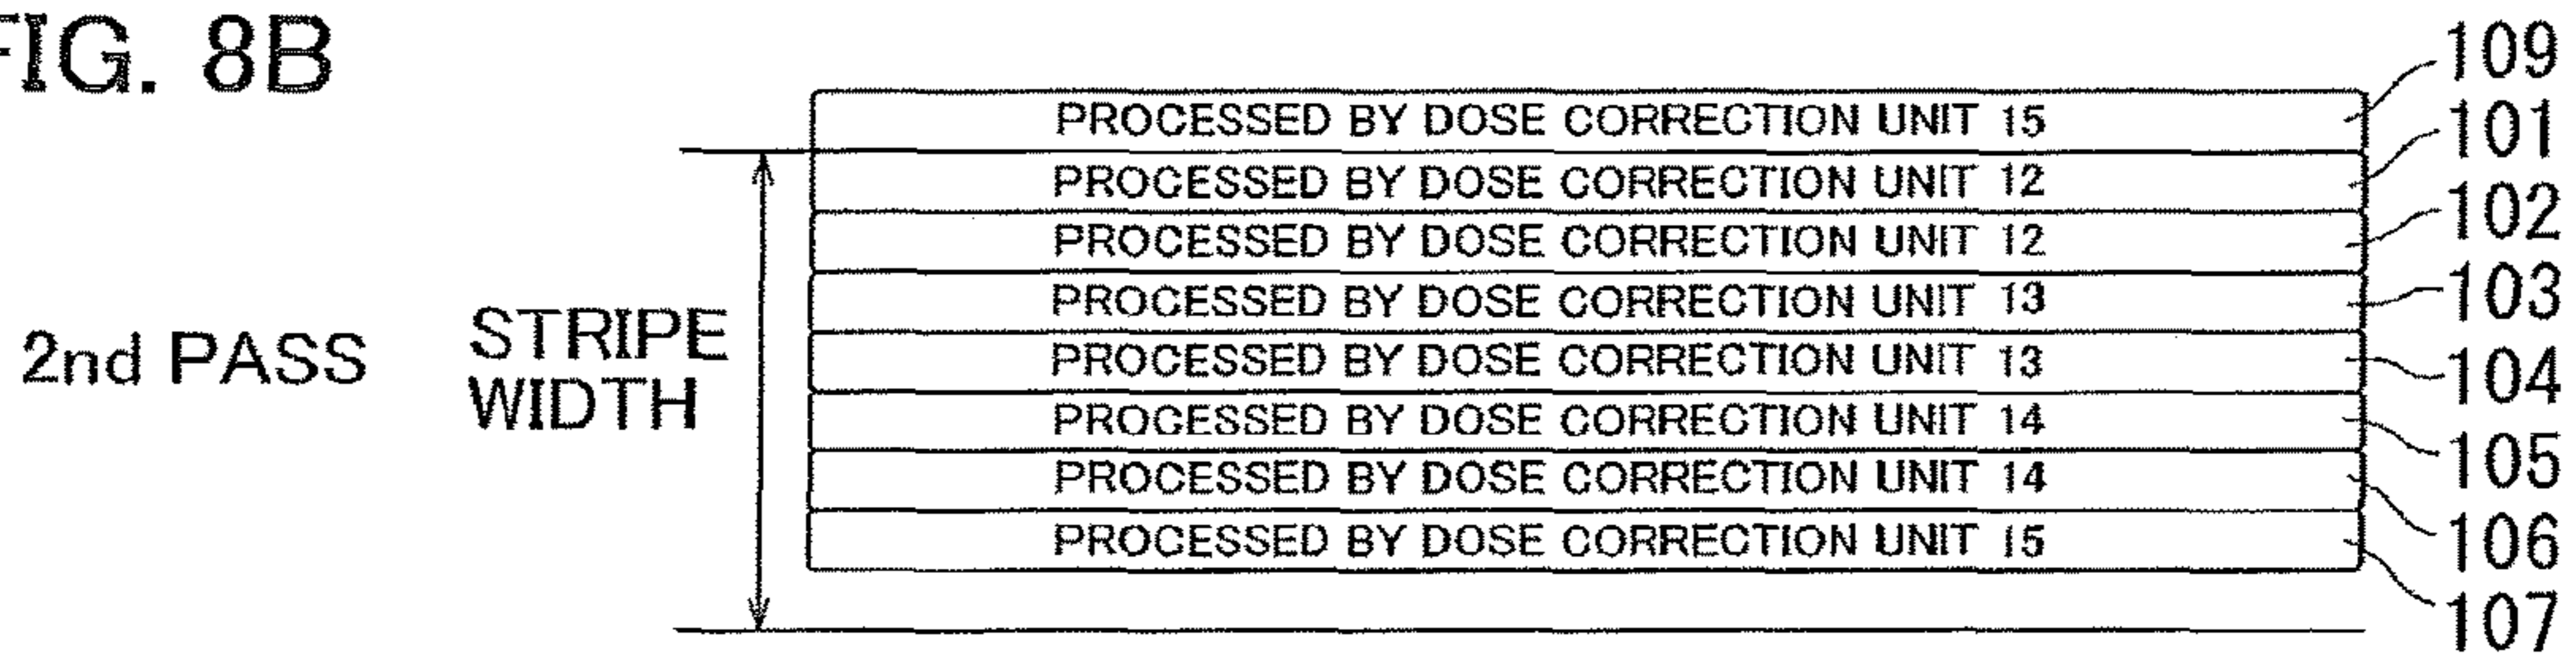 FIG. 8B
PROCESSED BY DOSE CORRECTION UNIT 15
109
PROCESSED BY DOSE CORRECTION UNIT 12
101
PROCESSED BY DOSE CORRECTION UNIT 12
102
PROCESSED BY DOSE CORRECTION UNIT 13
103
2nd PASS
STRIPE
WIDTH
PROCESSED BY DOSE CORRECTION UNIT 13
104
PROCESSED BY DOSE CORRECTION UNIT 14
105
PROCESSED BY DOSE CORRECTION UNIT 14
106
PROCESSED BY DOSE CORRECTION UNIT 15
107